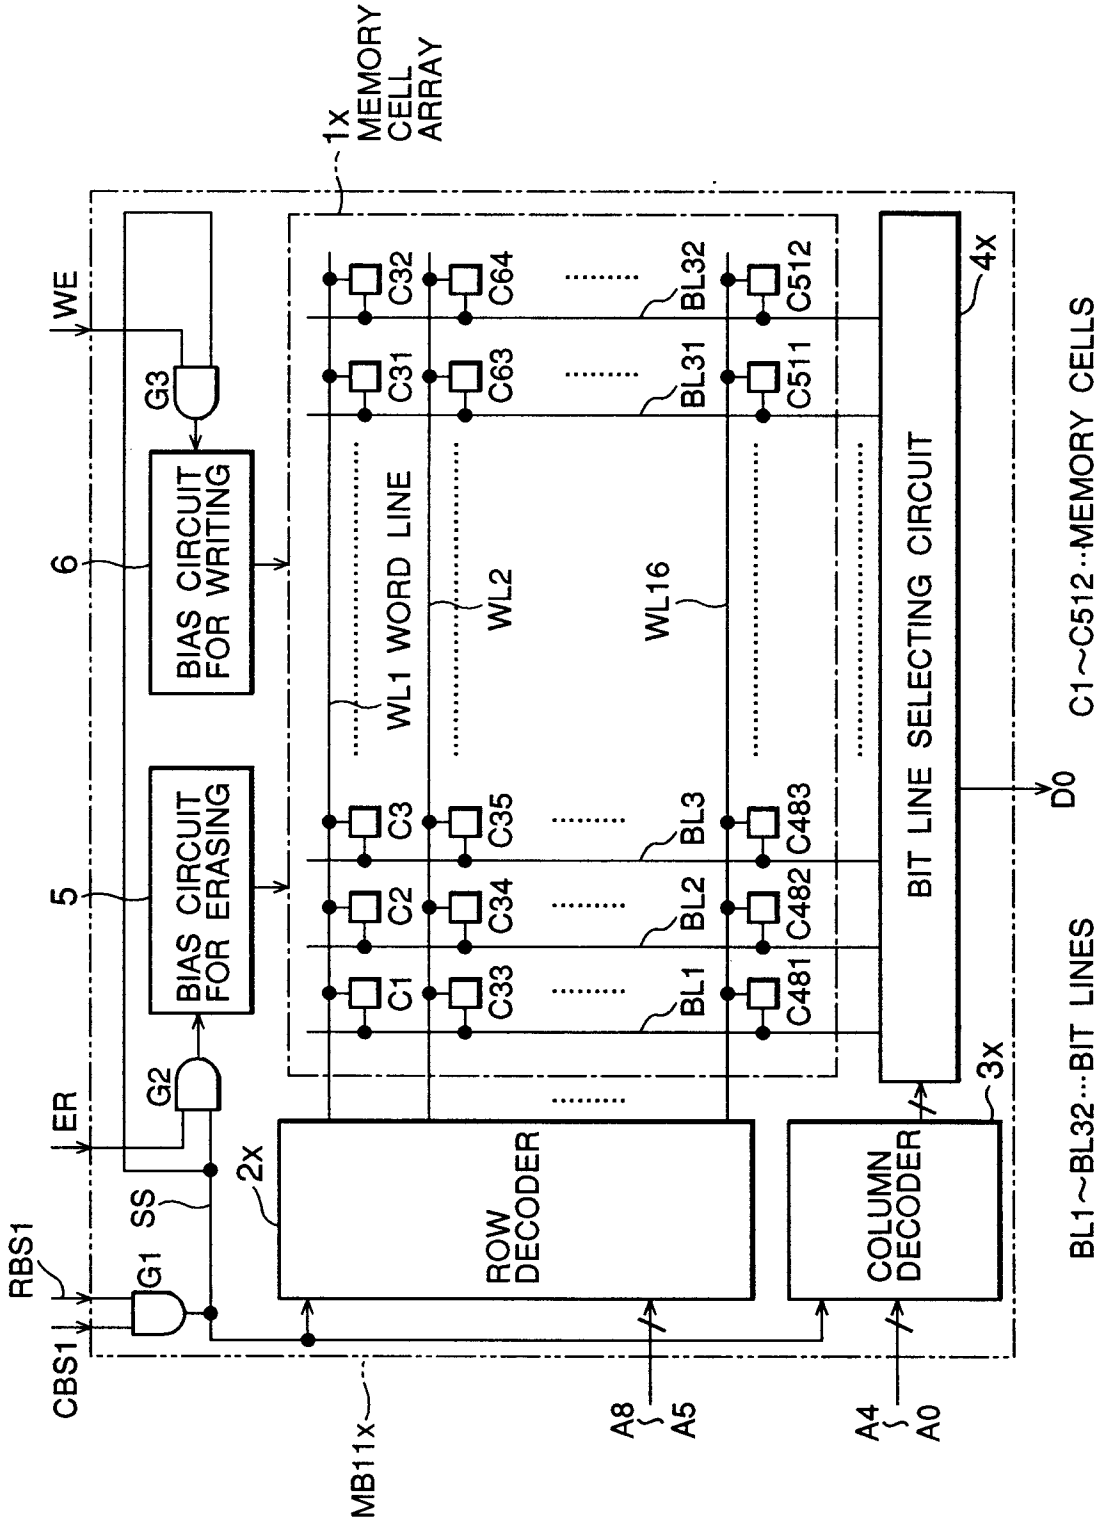 RBS1
CBS1
G1
SS
ER
G2
5
BIAS CIRCUIT
FOR ERASING
6
BIAS CIRCUIT
FOR WRITING
G3
WE
1x
MEMORY
CELL
ARRAY
MB11x
2x
ROW
DECODER
A8
~
A5
WL1 WORD LINE
C1
C2
C3
C31
C32
WL2
C33
C34
C35
C63
C64
BL1
BL2
BL3
BL31
BL32
WL16
C481
C482
C483
C511
C512
COLUMN
DECODER
3x
A4
~
A0
BIT LINE SELECTING CIRCUIT
4x
D0
BL1~BL32···BIT LINES
C1~C512··MEMORY CELLS